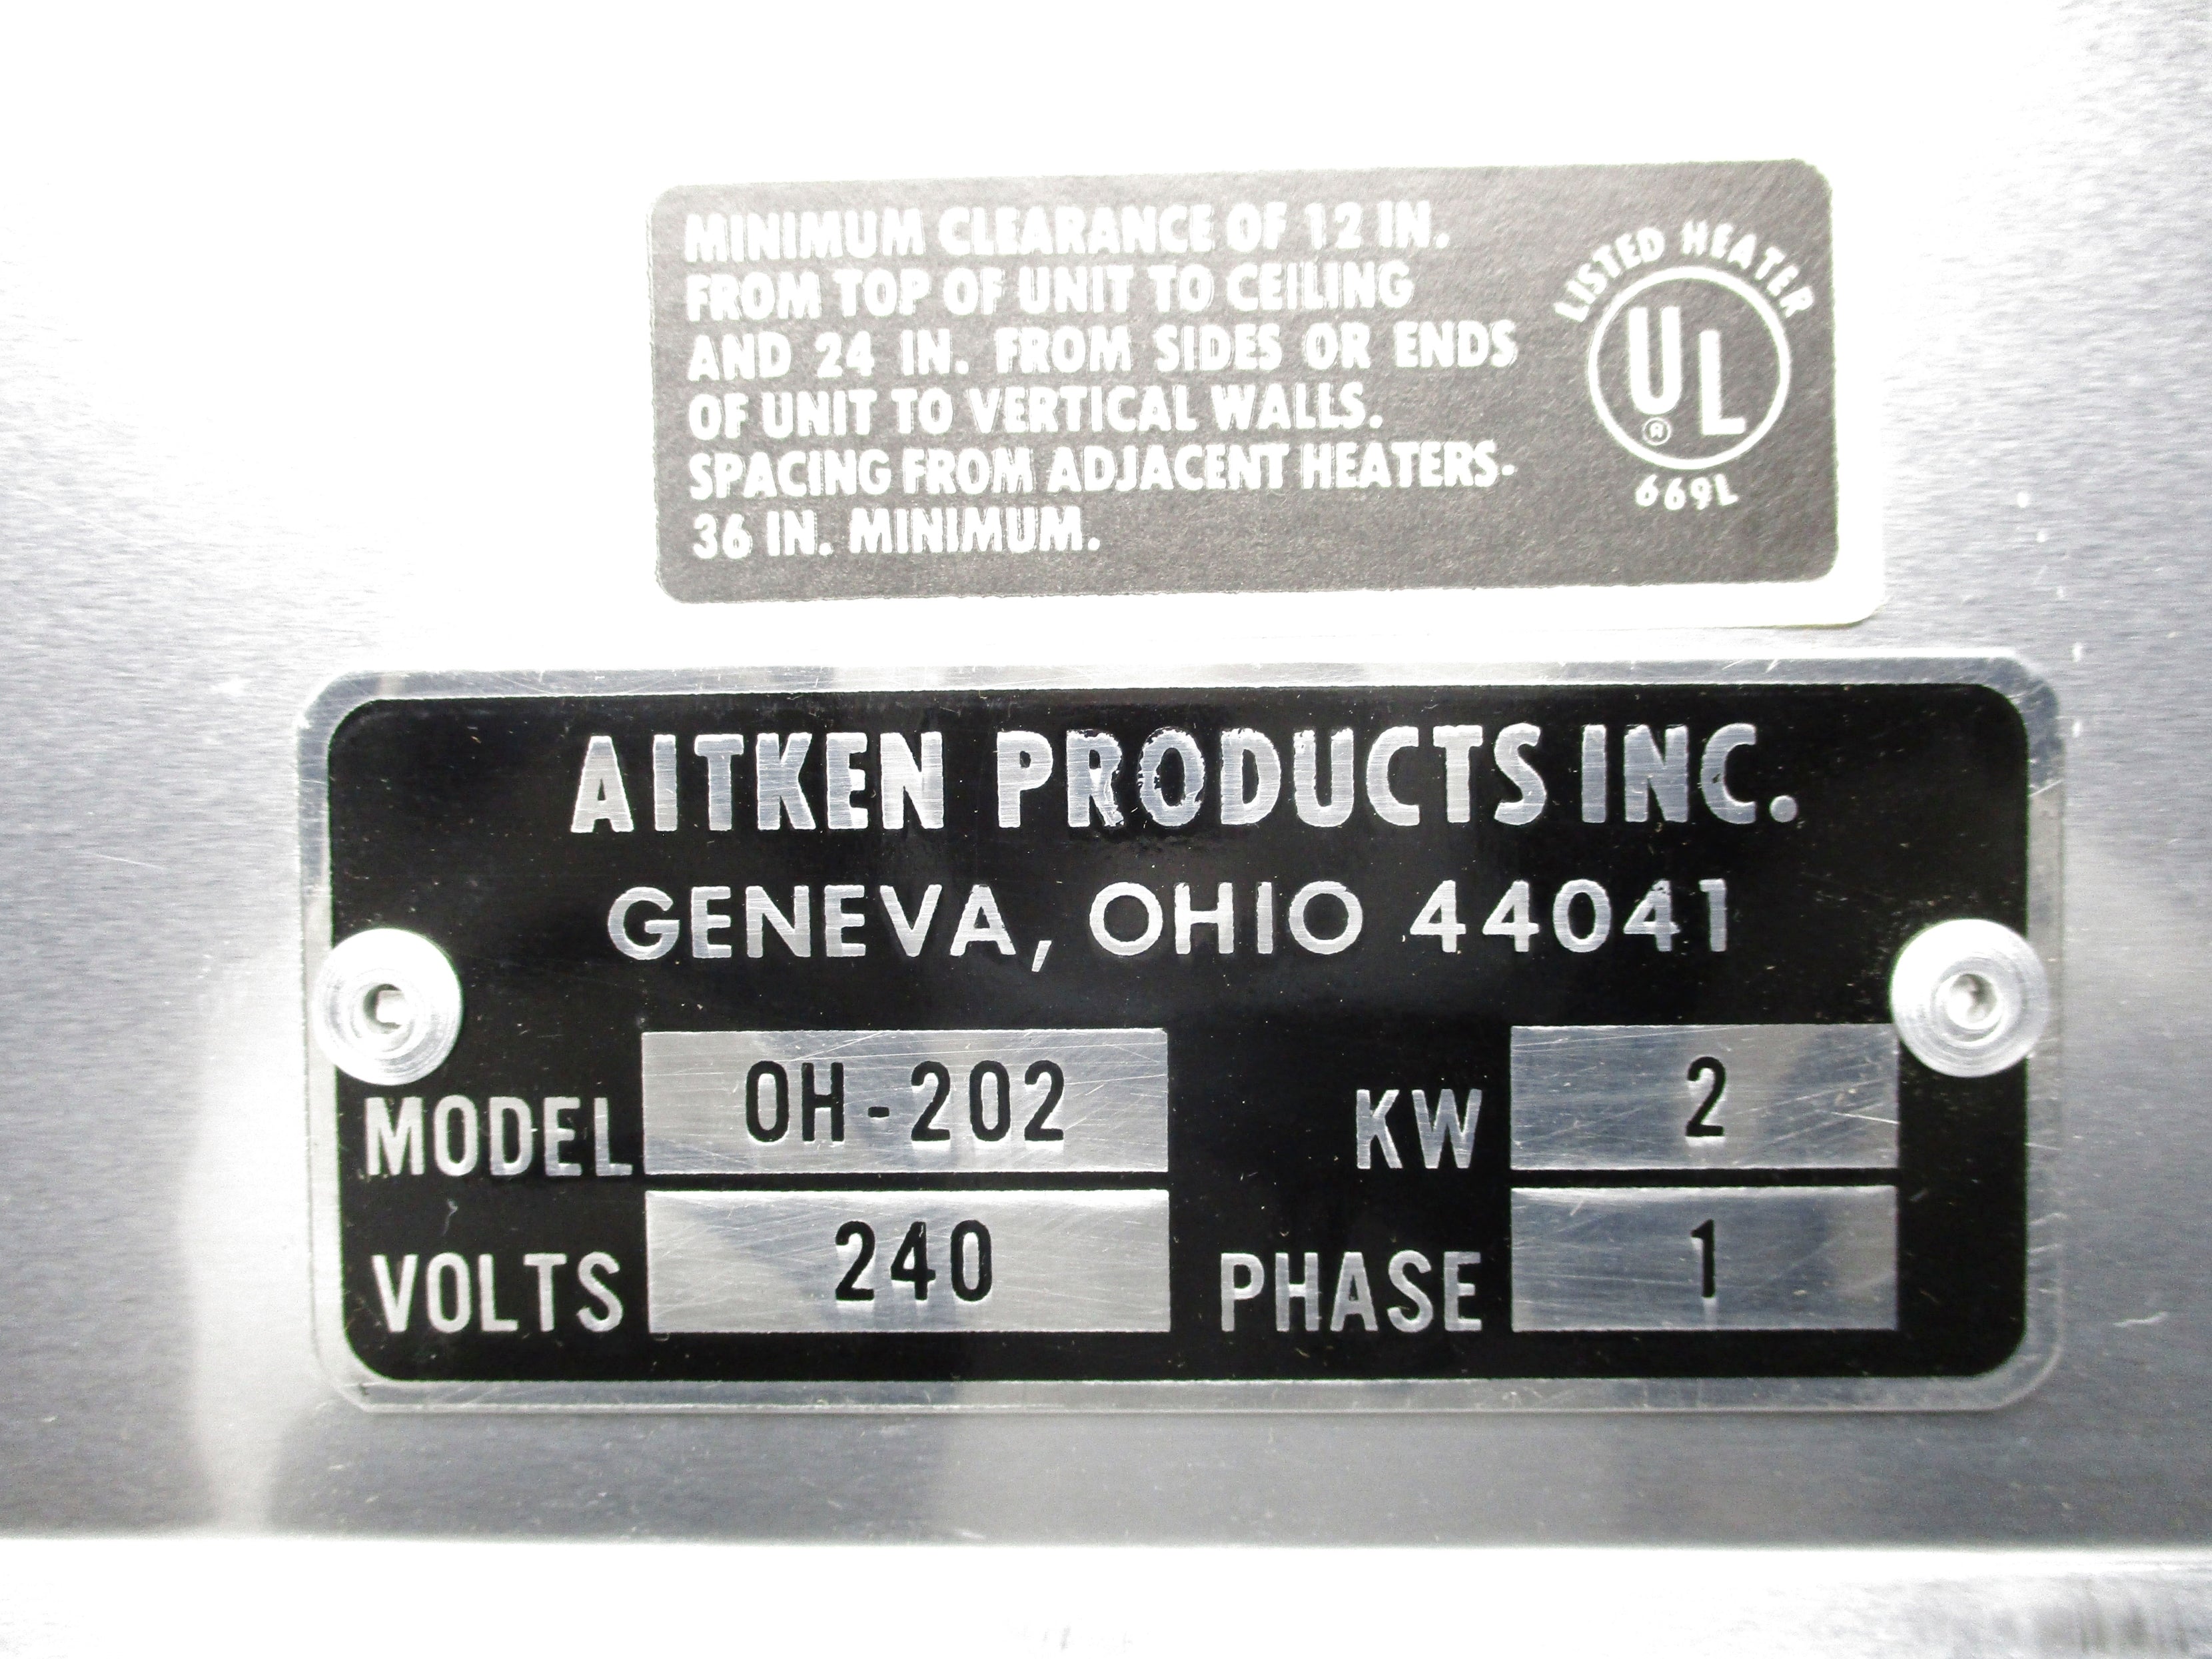 MINIMUM CLEARANCE OF 12 IN.
FROM TOP OF UNIT TO CEILING
AND 24 IN. FROM SIDES OR ENDS
OF UNIT TO VERTICAL WALLS.
SPACING FROM ADJACENT HEATERS-
36 IN. MINIMUM.
LISTED HEATER
UL
®
669L
AITKEN PRODUCTS INC.
GENEVA, OHIO 44041
MODEL OH-202 KW 2
VOLTS 240 PHASE 1